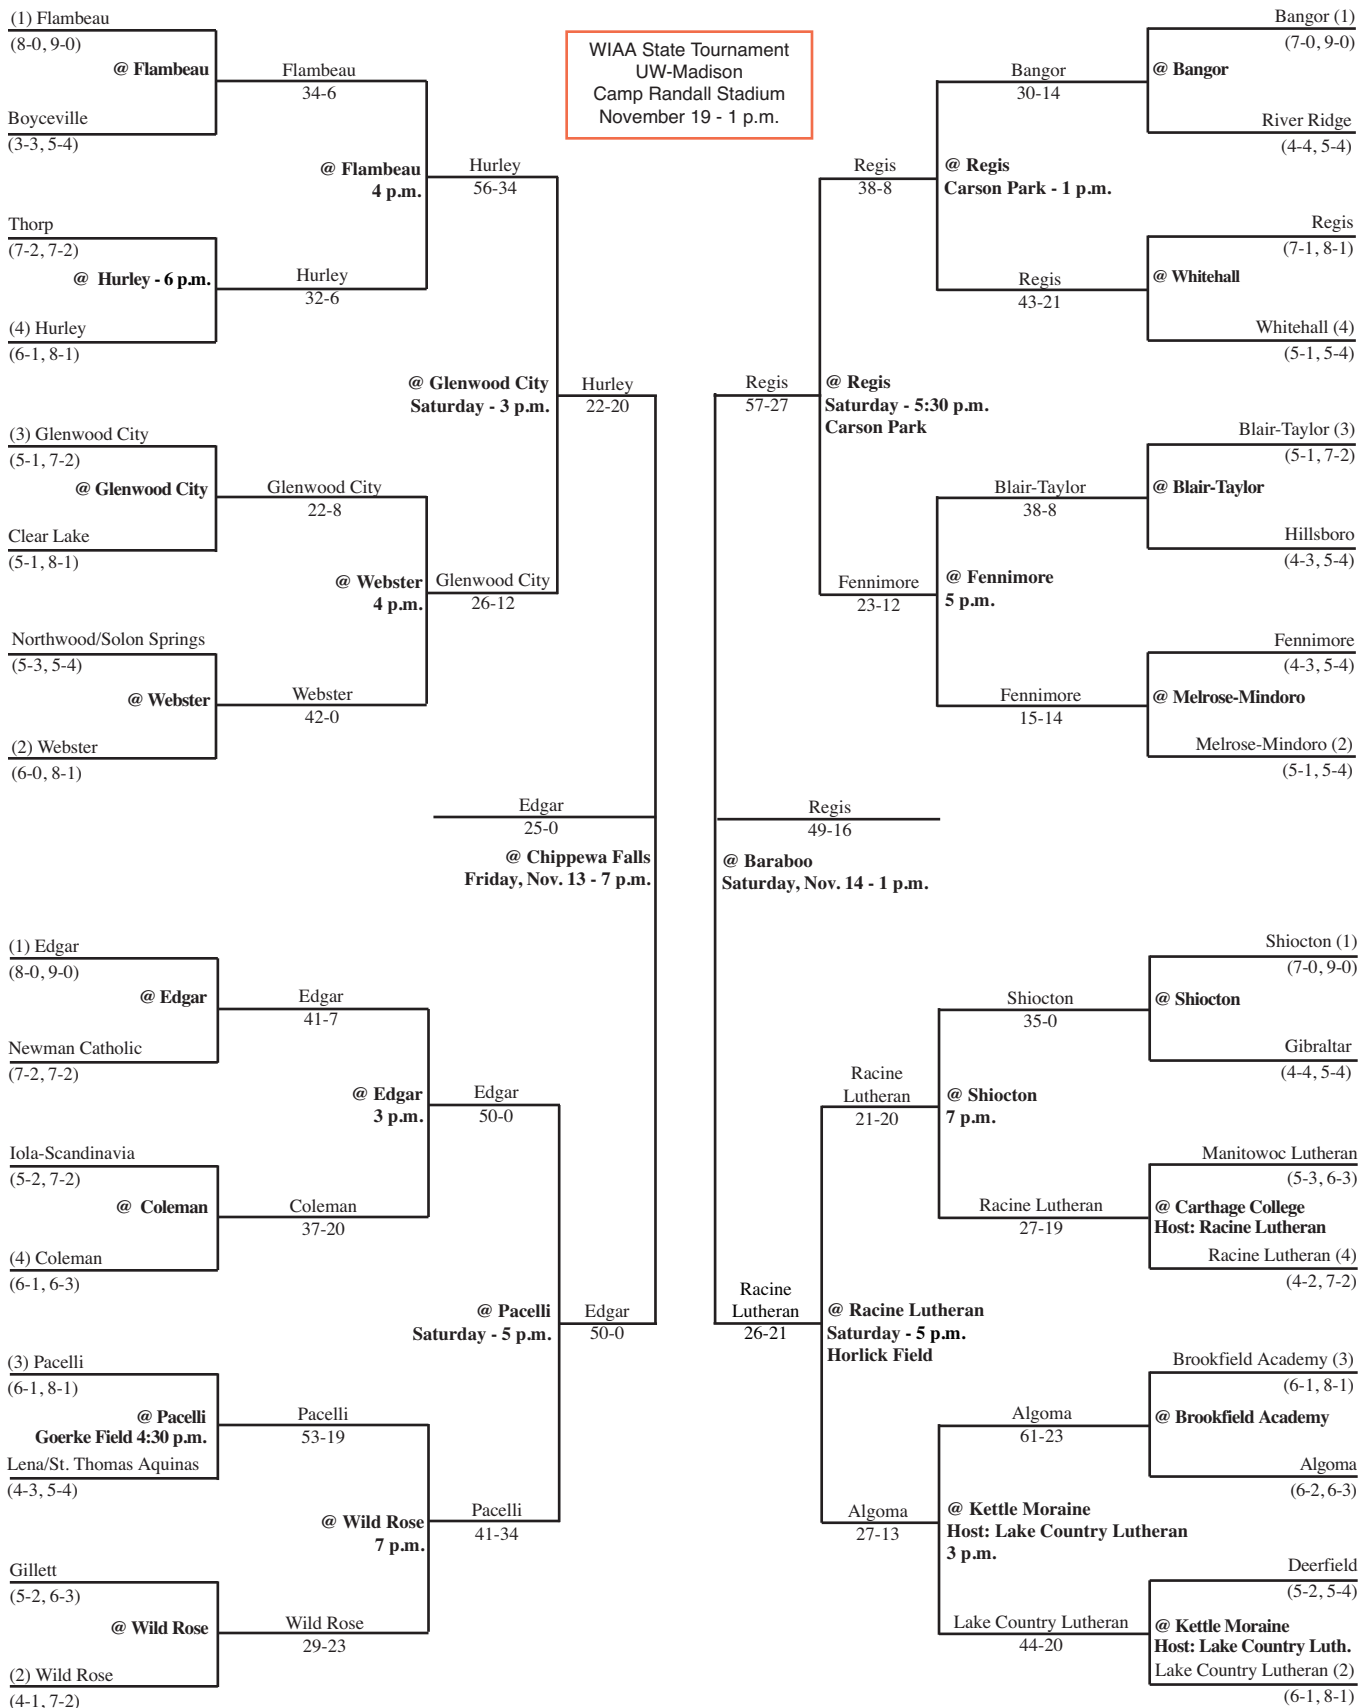 WIAA State Tournament
UW-Madison
Camp Randall Stadium
November 19 - 1 p.m.
(1) Flambeau
(8-0, 9-0)
@ Flambeau
Boyceville
(3-3, 5-4)
Flambeau
34-6
@ Flambeau
4 p.m.
Thorp
(7-2, 7-2)
@ Hurley - 6 p.m.
(4) Hurley
(6-1, 8-1)
Hurley
32-6
Hurley
56-34
@ Glenwood City
Saturday - 3 p.m.
Hurley
22-20
(3) Glenwood City
(5-1, 7-2)
@ Glenwood City
Clear Lake
(5-1, 8-1)
Glenwood City
22-8
@ Webster
4 p.m.
Glenwood City
26-12
Northwood/Solon Springs
(5-3, 5-4)
@ Webster
(2) Webster
(6-0, 8-1)
Webster
42-0
Edgar
25-0
@ Chippewa Falls
Friday, Nov. 13 - 7 p.m.
(1) Edgar
(8-0, 9-0)
@ Edgar
Newman Catholic
(7-2, 7-2)
Edgar
41-7
@ Edgar
3 p.m.
Edgar
50-0
Iola-Scandinavia
(5-2, 7-2)
@ Coleman
(4) Coleman
(6-1, 6-3)
Coleman
37-20
@ Pacelli
Saturday - 5 p.m.
Edgar
50-0
(3) Pacelli
(6-1, 8-1)
@ Pacelli
Goerke Field 4:30 p.m.
Lena/St. Thomas Aquinas
(4-3, 5-4)
Pacelli
53-19
@ Wild Rose
7 p.m.
Pacelli
41-34
Gillett
(5-2, 6-3)
@ Wild Rose
(2) Wild Rose
(4-1, 7-2)
Wild Rose
29-23
Bangor (1)
(7-0, 9-0)
@ Bangor
River Ridge
(4-4, 5-4)
Bangor
30-14
@ Regis
Carson Park - 1 p.m.
Regis
38-8
Regis
(7-1, 8-1)
@ Whitehall
Whitehall (4)
(5-1, 5-4)
Regis
43-21
Regis
57-27
@ Regis
Saturday - 5:30 p.m.
Carson Park
Blair-Taylor (3)
(5-1, 7-2)
@ Blair-Taylor
Hillsboro
(4-3, 5-4)
Blair-Taylor
38-8
@ Fennimore
5 p.m.
Fennimore
23-12
Fennimore
(4-3, 5-4)
@ Melrose-Mindoro
Melrose-Mindoro (2)
(5-1, 5-4)
Fennimore
15-14
Regis
49-16
@ Baraboo
Saturday, Nov. 14 - 1 p.m.
Shiocton (1)
(7-0, 9-0)
@ Shiocton
Gibraltar
(4-4, 5-4)
Shiocton
35-0
@ Shiocton
7 p.m.
Racine
Lutheran
21-20
Manitowoc Lutheran
(5-3, 6-3)
@ Carthage College
Host: Racine Lutheran
Racine Lutheran (4)
(4-2, 7-2)
Racine Lutheran
27-19
Racine
Lutheran
26-21
@ Racine Lutheran
Saturday - 5 p.m.
Horlick Field
Brookfield Academy (3)
(6-1, 8-1)
@ Brookfield Academy
Algoma
(6-2, 6-3)
Algoma
61-23
@ Kettle Moraine
Host: Lake Country Lutheran
3 p.m.
Algoma
27-13
Deerfield
(5-2, 5-4)
@ Kettle Moraine
Host: Lake Country Luth.
Lake Country Lutheran (2)
(6-1, 8-1)
Lake Country Lutheran
44-20